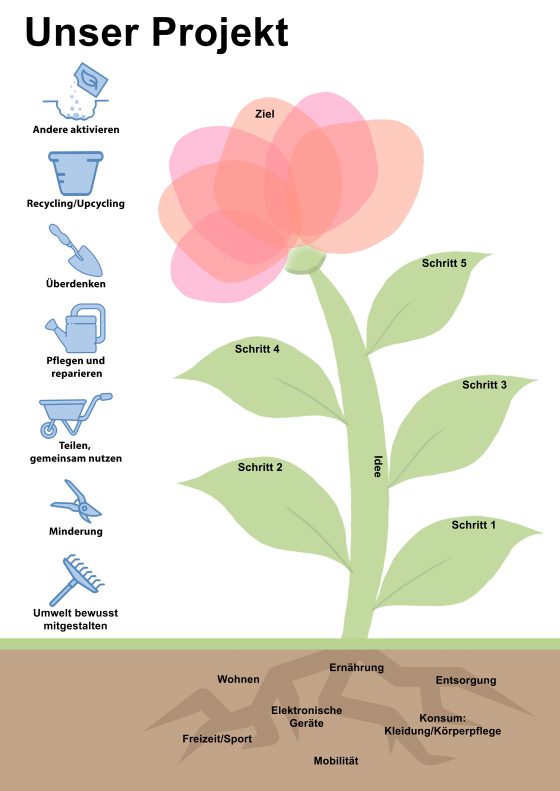 Unser Projekt
Andere aktivieren
Recycling/Upcycling
Überdenken
Pflegen und
reparieren
Teilen,
gemeinsam nutzen
Minderung
Umwelt bewusst
mitgestalten
Ziel
Schritt 5
Schritt 4
Schritt 3
Idee
Schritt 2
Schritt 1
Ernährung
Wohnen
Entsorgung
Elektronische
Geräte
Konsum:
Kleidung/Körperpflege
Freizeit/Sport
Mobilität